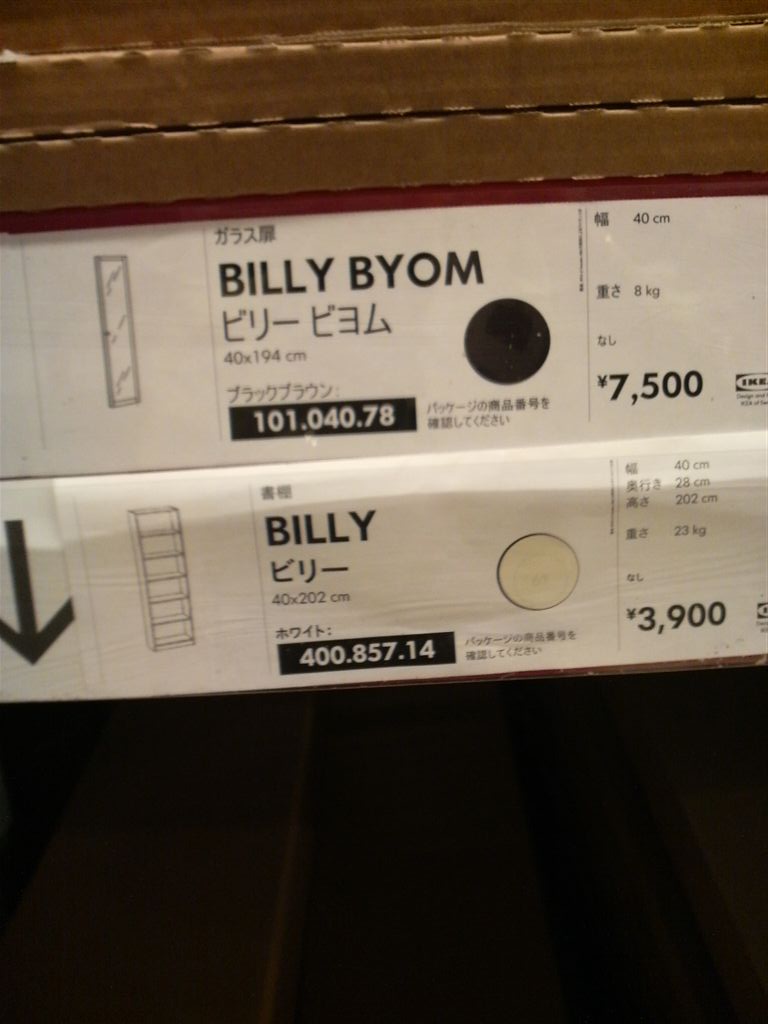 ガラス扉
BILLY BYOM
ビリー ビヨム
40x194 cm
ブラックブラウン:
101.040.78
パッケージの商品番号を
確認してください
幅 40 cm
重さ 8 kg
なし
¥7,500
IKE
書棚
BILLY
ビリー
40x202 cm
ホワイト:
400.857.14
パッケージの商品番号を
確認してください
幅 40 cm
奥行き 28 cm
高さ 202 cm
重さ 23 kg
なし
¥3,900